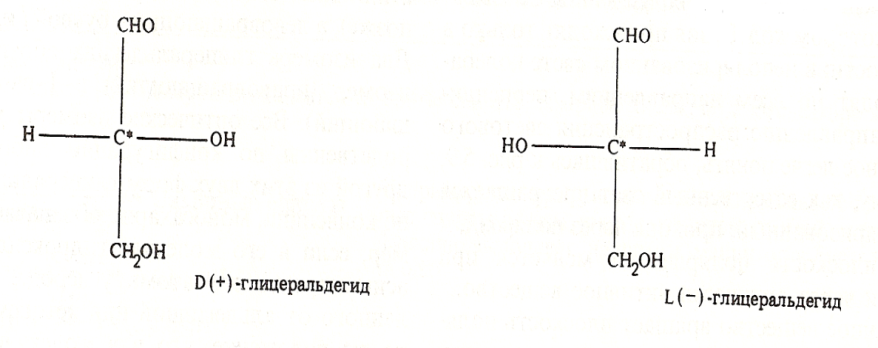 CHO
H C* OH
CH₂OH
D (+)-глицеральдегид
CHO
HO C* H
CH₂OH
L (−)-глицеральдегид